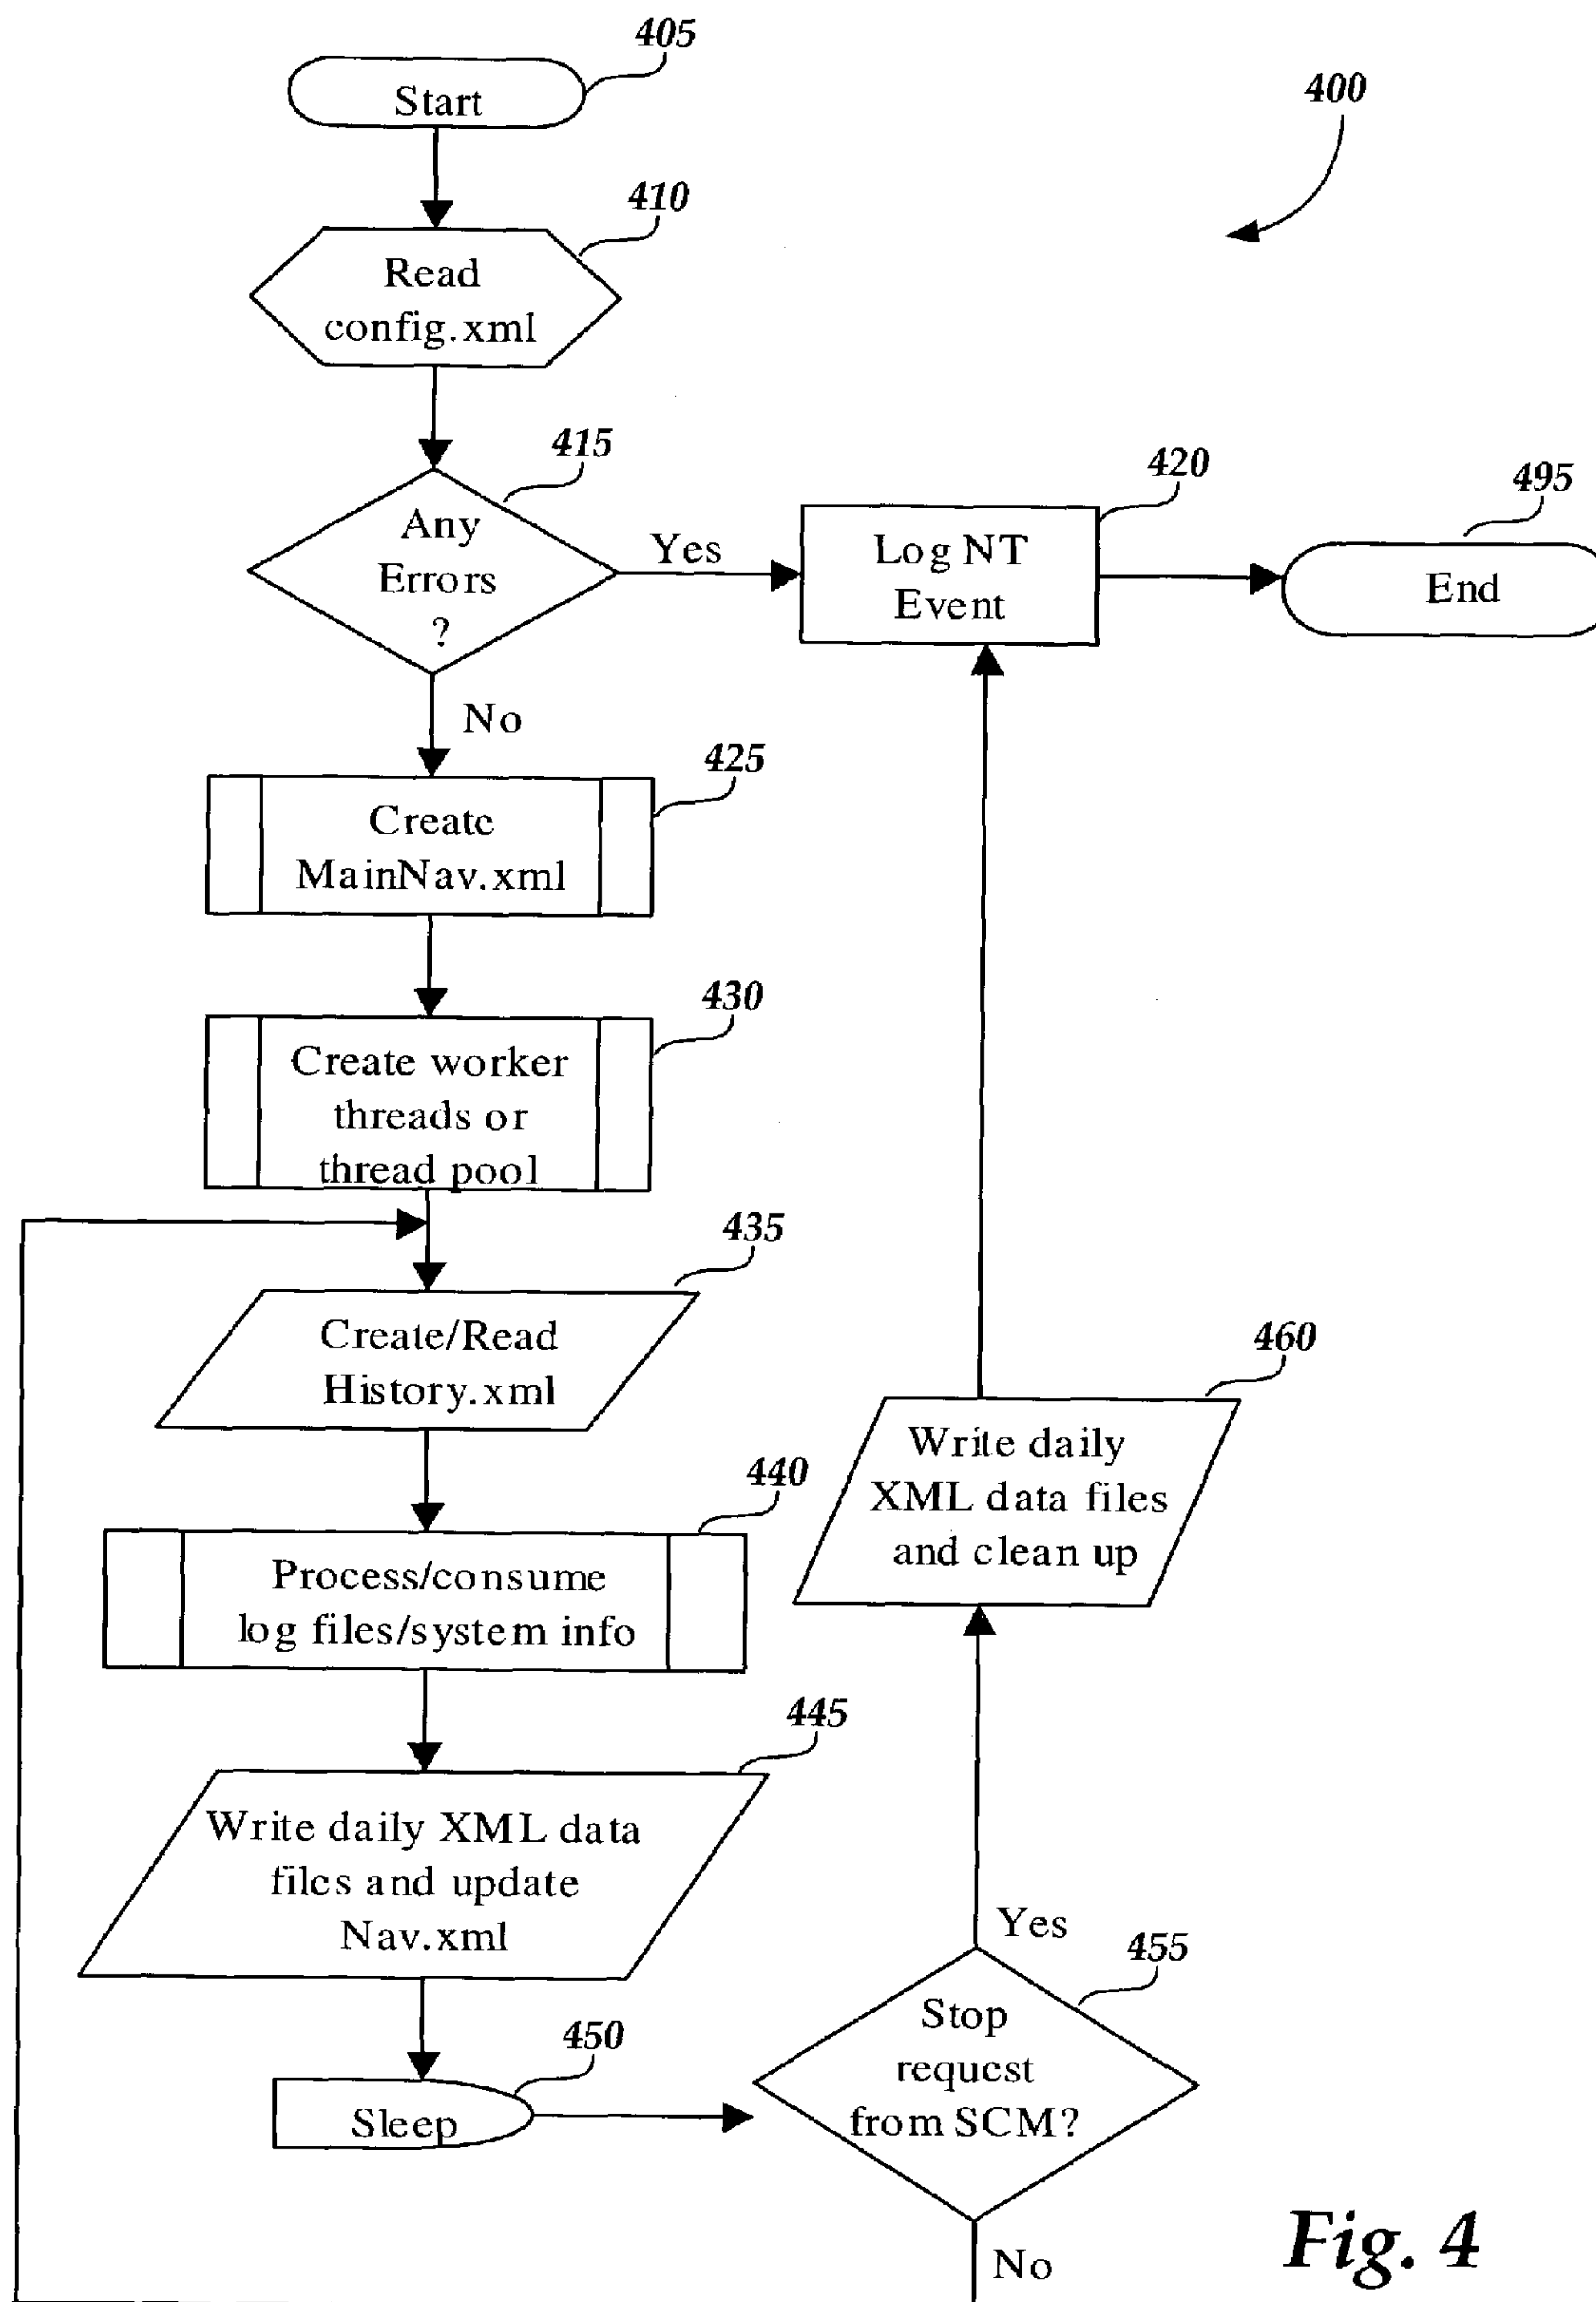 405
Start
400
410
Read
config.xml
415
Any
Errors
?
Yes
420
Log NT
Event
495
End
No
425
Create
MainNav.xml
430
Create worker
threads or
thread pool
435
Create/Read
History.xml
460
Write daily
XML data files
and clean up
440
Process/consume
log files/system info
445
Write daily XML data
files and update
Nav.xml
Yes
455
Stop
request
from SCM?
450
Sleep
No
Fig. 4